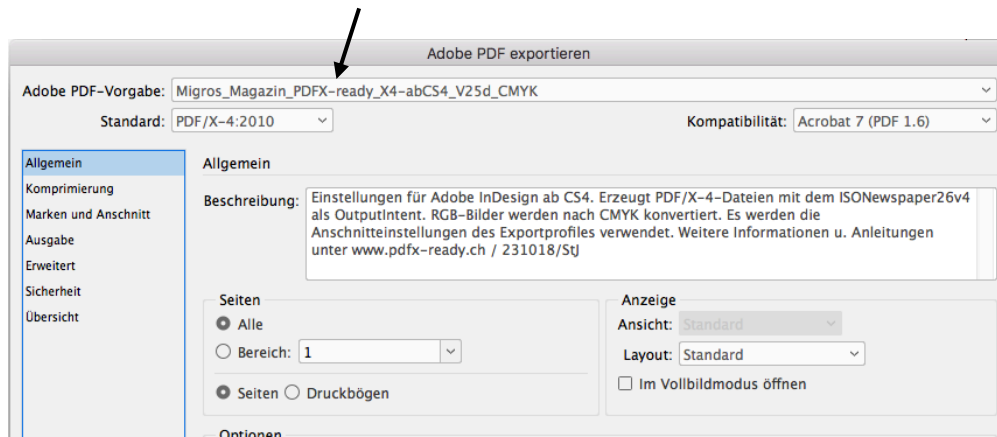 Adobe PDF exportieren
Adobe PDF-Vorgabe: Migros_Magazin_PDFX-ready_X4-abCS4_V25d_CMYK
Standard: PDF/X-4:2010 Kompatibilität: Acrobat 7 (PDF 1.6)
Allgemein
Komprimierung
Marken und Anschnitt
Ausgabe
Erweitert
Sicherheit
Übersicht
Allgemein
Beschreibung: Einstellungen für Adobe InDesign ab CS4. Erzeugt PDF/X-4-Dateien mit dem ISONewspaper26v4
als OutputIntent. RGB-Bilder werden nach CMYK konvertiert. Es werden die
Anschnitteinstellungen des Exportprofiles verwendet. Weitere Informationen u. Anleitungen
unter www.pdfx-ready.ch / 231018/StJ
Seiten
Alle
Bereich: 1
Seiten Druckbögen
Anzeige
Ansicht: Standard
Layout: Standard
Im Vollbildmodus öffnen
Optionen